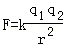 F=k q₁ q₂ / r²